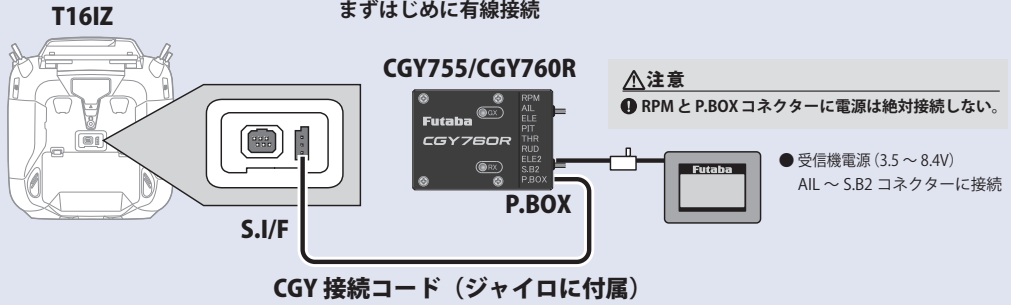 まずはじめに有線接続
T16IZ
CGY755/CGY760R
⚠注意
❶ RPM と P.BOX コネクターに電源は絶対接続しない。
RPM
AIL
ELE
PIT
THR
RUD
ELE2
S.B2
P.BOX
GX
Futaba
CGY760R
RX
Futaba
● 受信機電源 (3.5 ～ 8.4V)
AIL ～ S.B2 コネクターに接続
P.BOX
S.I/F
CGY 接続コード（ジャイロに付属）